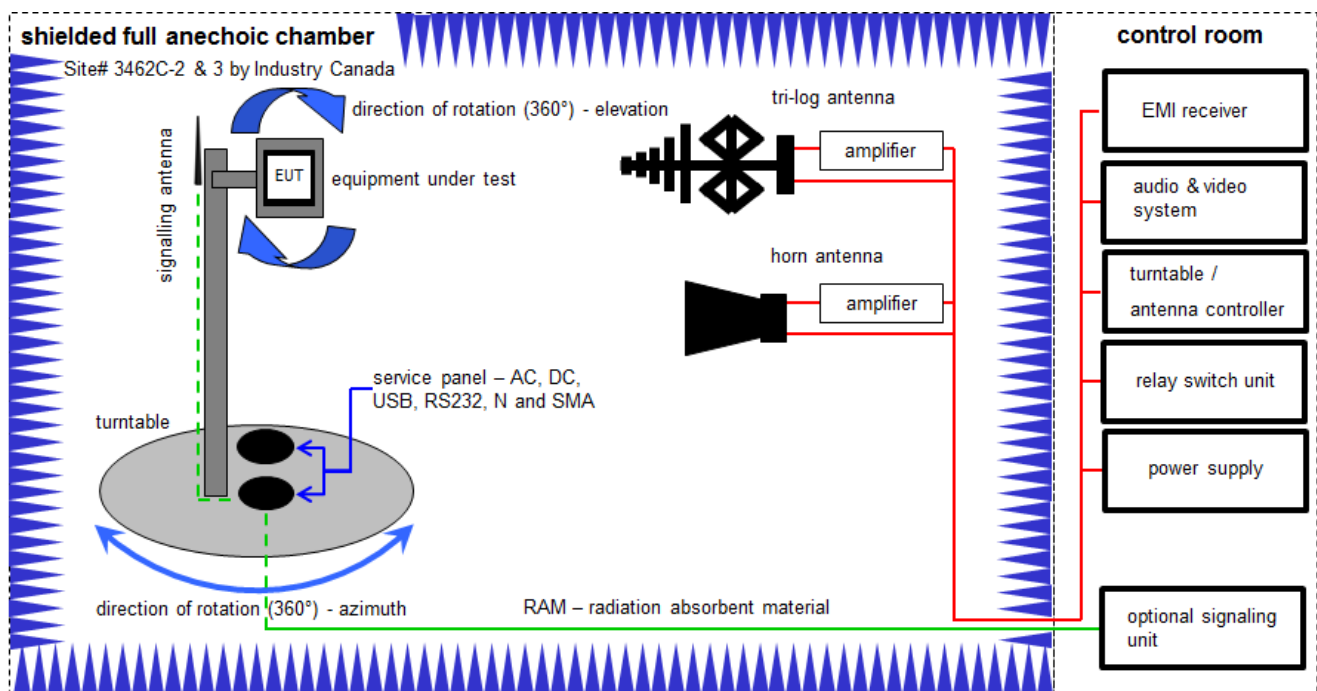 shielded full anechoic chamber
Site# 3462C-2 & 3 by Industry Canada
direction of rotation (360°) - elevation
signalling antenna
EUT
equipment under test
tri-log antenna
amplifier
horn antenna
amplifier
service panel – AC, DC,
USB, RS232, N and SMA
turntable
direction of rotation (360°) - azimuth
RAM – radiation absorbent material
control room
EMI receiver
audio & video
system
turntable /
antenna controller
relay switch unit
power supply
optional signaling
unit